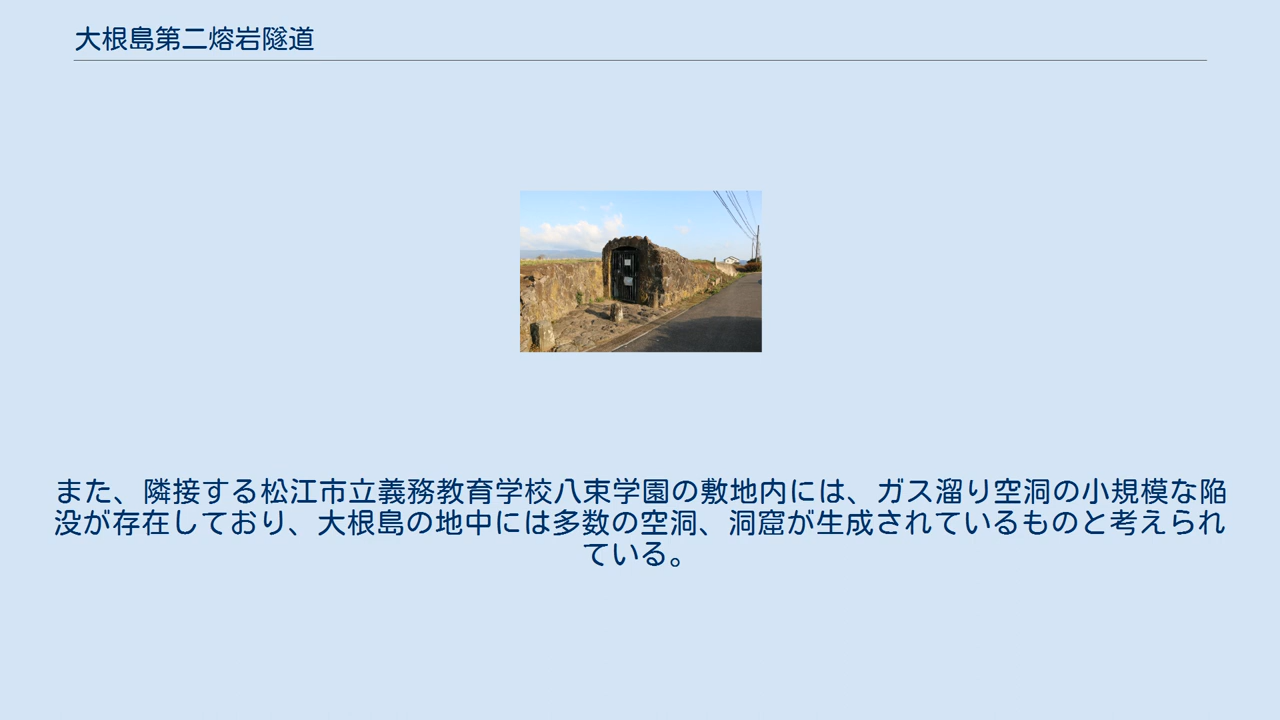 大根島第二熔岩隧道
また、隣接する松江市立義務教育学校八束学園の敷地内には、ガス溜り空洞の小規模な陥
没が存在しており、大根島の地中には多数の空洞、洞窟が生成されているものと考えられ
ている。